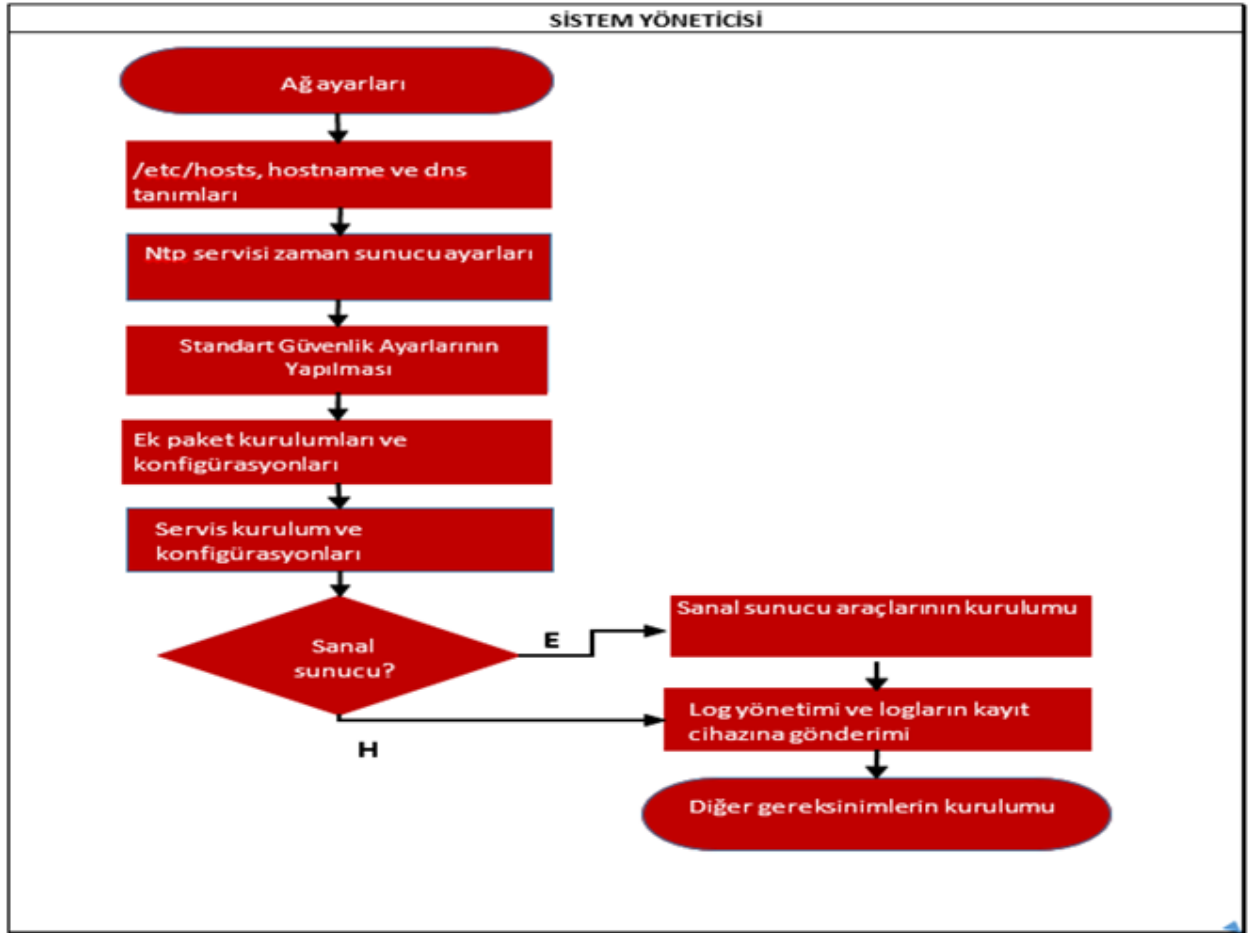 SİSTEM YÖNETİCİSİ
Ağ ayarları
/etc/hosts, hostname ve dns
tanımları
Ntp servisi zaman sunucu ayarları
Standart Güvenlik Ayarlarının
Yapılması
Ek paket kurulumları ve
konfigürasyonları
Servis kurulum ve
konfigürasyonları
Sanal
sunucu?
E
H
Sanal sunucu araçlarının kurulumu
Log yönetimi ve logların kayıt
cihazına gönderimi
Diğer gereksinimlerin kurulumu